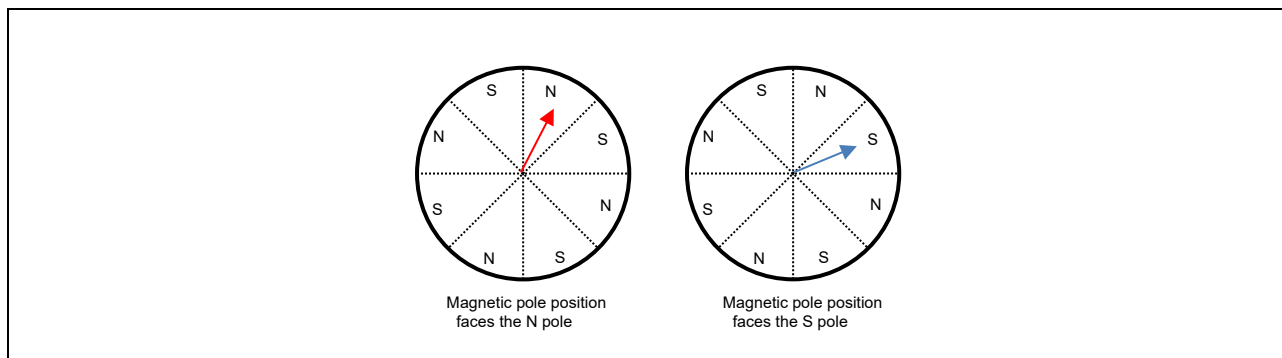 S N S N
N S N S
S N S N
N S N S
Magnetic pole position
faces the N pole
Magnetic pole position
faces the S pole